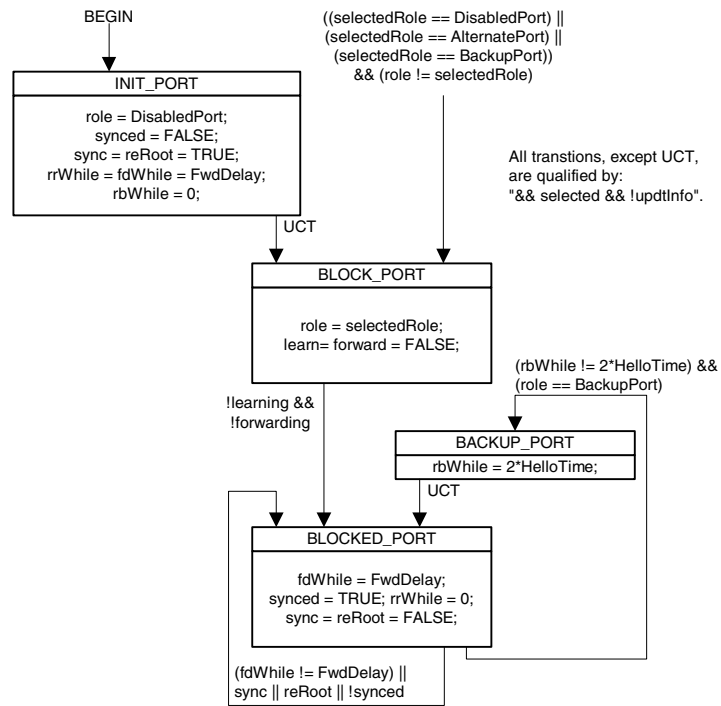 BEGIN
((selectedRole == DisabledPort) ||
(selectedRole == AlternatePort) ||
(selectedRole == BackupPort))
&& (role != selectedRole)
INIT_PORT
role = DisabledPort;
synced = FALSE;
sync = reRoot = TRUE;
rrWhile = fdWhile = FwdDelay;
rbWhile = 0;
All transtions, except UCT,
are qualified by:
"&& selected && !updtInfo".
UCT
BLOCK_PORT
role = selectedRole;
learn= forward = FALSE;
(rbWhile != 2*HelloTime) &&
(role == BackupPort)
!learning &&
!forwarding
BACKUP_PORT
rbWhile = 2*HelloTime;
UCT
BLOCKED_PORT
fdWhile = FwdDelay;
synced = TRUE; rrWhile = 0;
sync = reRoot = FALSE;
(fdWhile != FwdDelay) ||
sync || reRoot || !synced